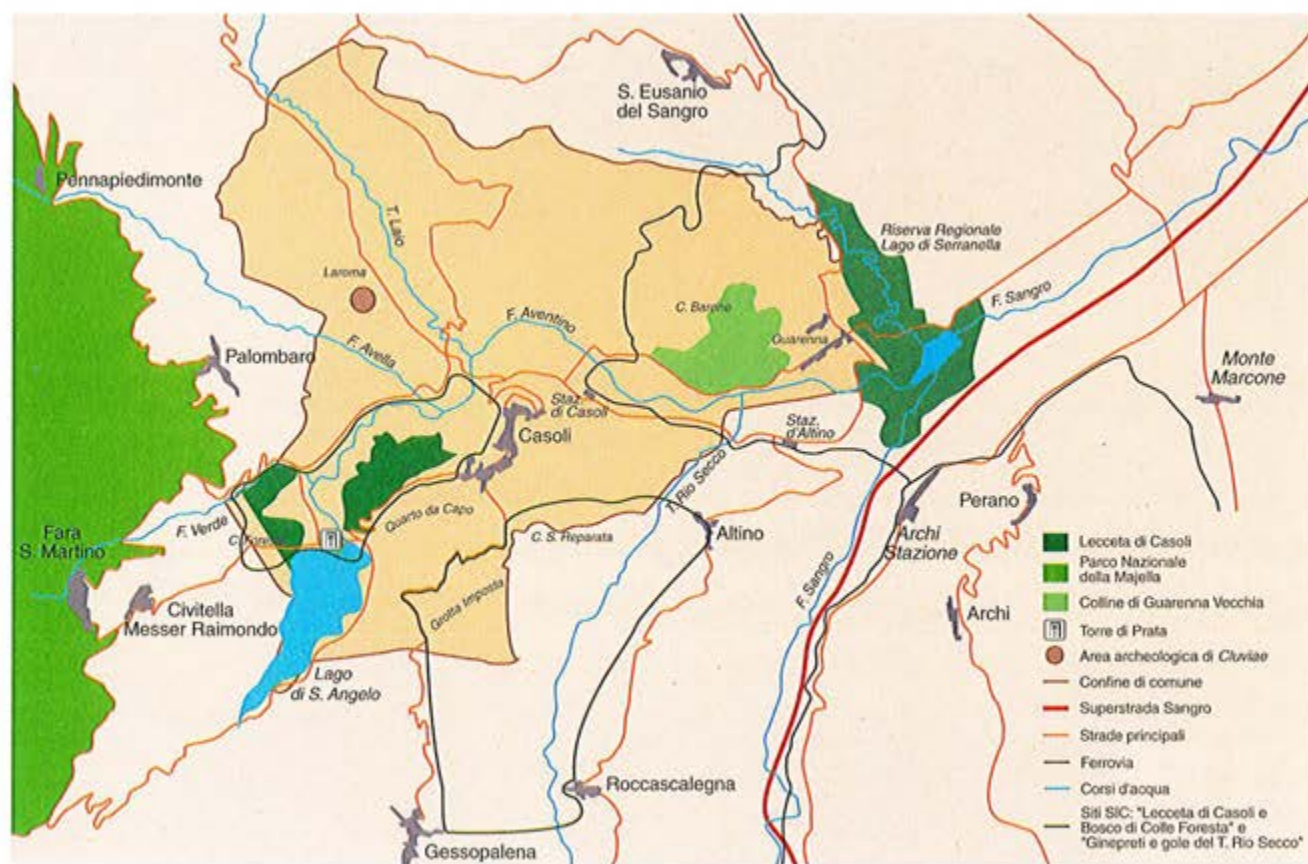 S. Eusanio
del Sangro
Pennapiedimonte
T. Laio
Riserva Regionale
Lago di Serranella
Laroma
F. Sangro
C. Barone
F. Aventino
Guarenna
F. Avella
Palombaro
Monte
Marcone
Staz.
di Casoli
Casoli
Staz.
d'Altino
T. Rio Secco
Perano
F. Verde
Quarto da Capo
Fara
S. Martino
C. Foresta
C. S. Reparata
Altino
Archi
Stazione
F. Sangro
Grotta Imposta
Civitella
Messer Raimondo
Archi
Lago
di S. Angelo
Roccascalegna
Gessopalena
Lecceta di Casoli
Parco Nazionale
della Majella
Colline di Guarenna Vecchia
Torre di Prata
Area archeologica di Cluviae
Confine di comune
Superstrada Sangro
Strade principali
Ferrovia
Corsi d'acqua
Siti SIC: "Lecceta di Casoli e
Bosco di Colle Foresta" e
"Ginepreti e gole del T. Rio Secco"